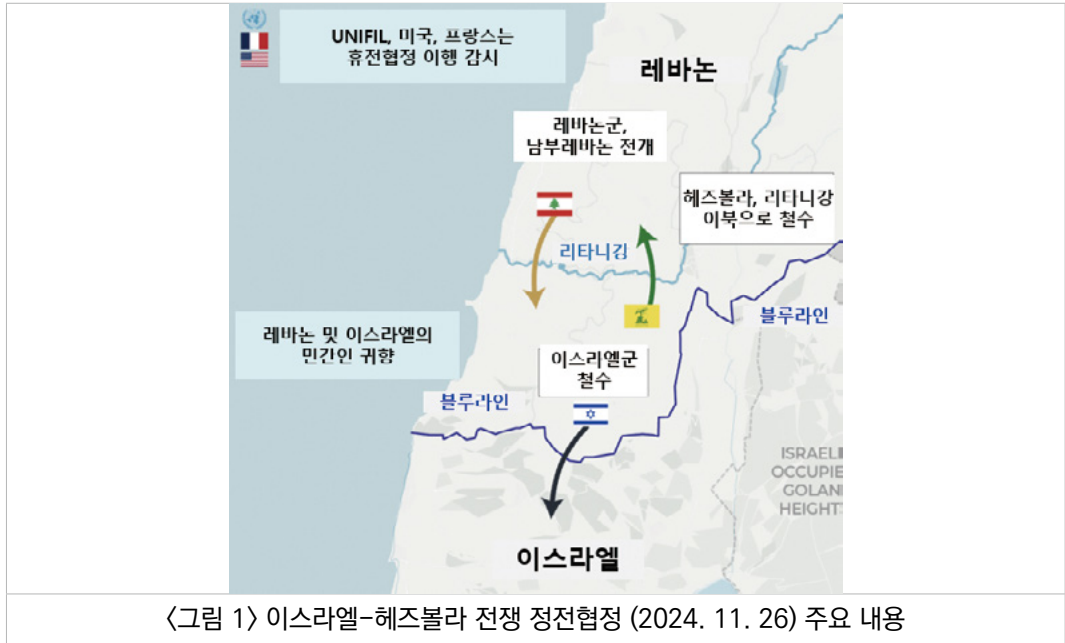 UNIFIL, 미국, 프랑스는
휴전협정 이행 감시
레바논
레바논군,
남부레바논 전개
헤즈볼라, 리타니강
이북으로 철수
리타니강
블루라인
레바논 및 이스라엘의
민간인 귀향
이스라엘군
철수
블루라인
ISRAELI
OCCUPIE
GOLAN
HEIGHT
이스라엘
〈그림 1〉 이스라엘-헤즈볼라 전쟁 정전협정 (2024. 11. 26) 주요 내용